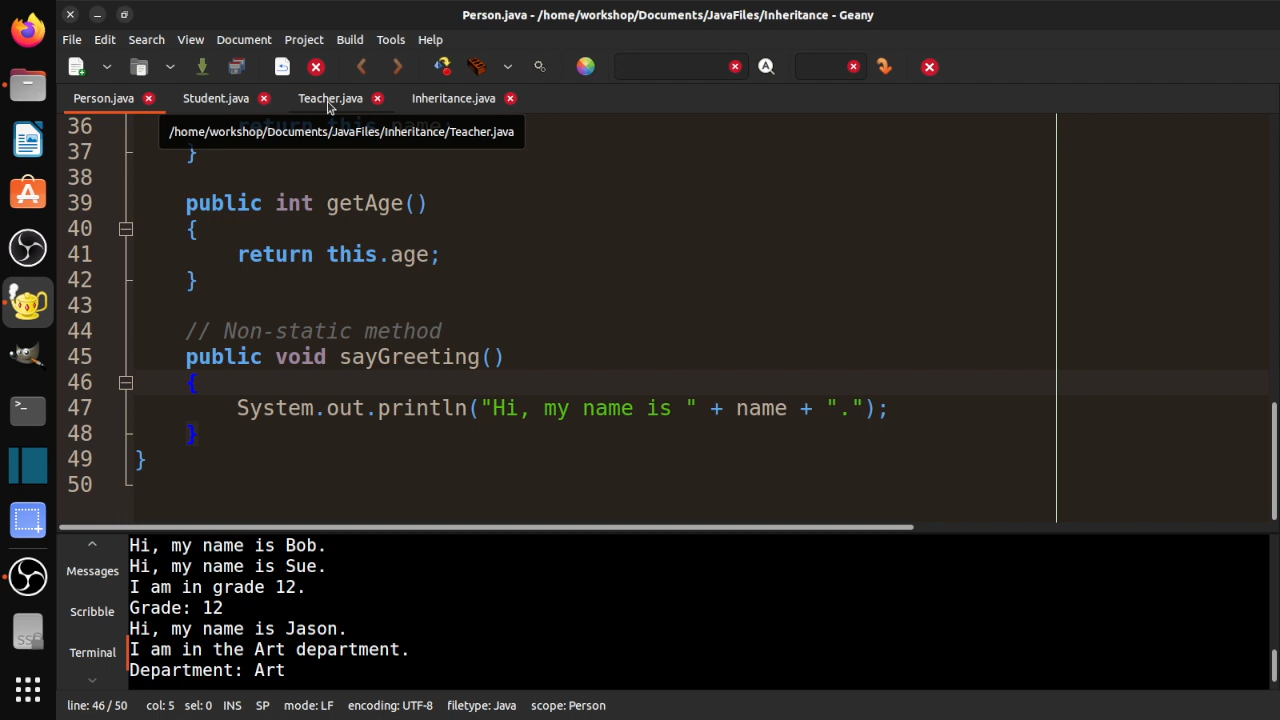 Person.java - /home/workshop/Documents/JavaFiles/Inheritance - Geany
File Edit Search View Document Project Build Tools Help
Person.java Student.java Teacher.java Inheritance.java
/home/workshop/Documents/JavaFiles/Inheritance/Teacher.java
36 return this.name;
37 }
38
39 public int getAge()
40 {
41 return this.age;
42 }
43
44 // Non-static method
45 public void sayGreeting()
46 {
47 System.out.println("Hi, my name is " + name + ".");
48 }
49 }
50
Messages
Scribble
Terminal
Hi, my name is Bob.
Hi, my name is Sue.
I am in grade 12.
Grade: 12
Hi, my name is Jason.
I am in the Art department.
Department: Art
line: 46 / 50 col: 5 sel: 0 INS SP mode: LF encoding: UTF-8 filetype: Java scope: Person